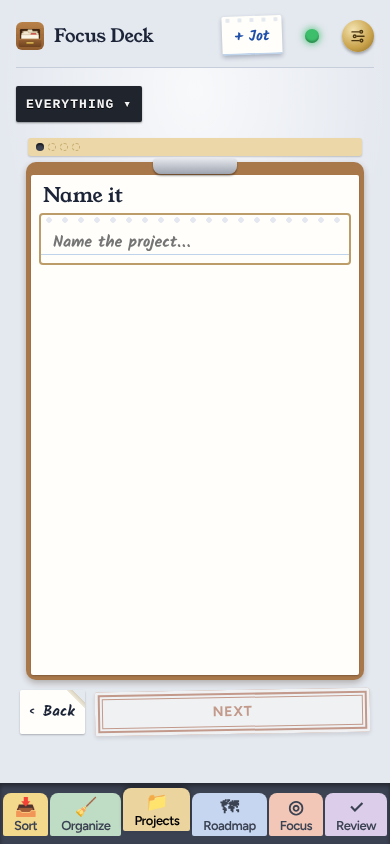 Focus Deck
+ Jot
EVERYTHING ▾
Name it
Name the project...
‹ Back
NEXT
Sort
Organize
Projects
Roadmap
Focus
Review